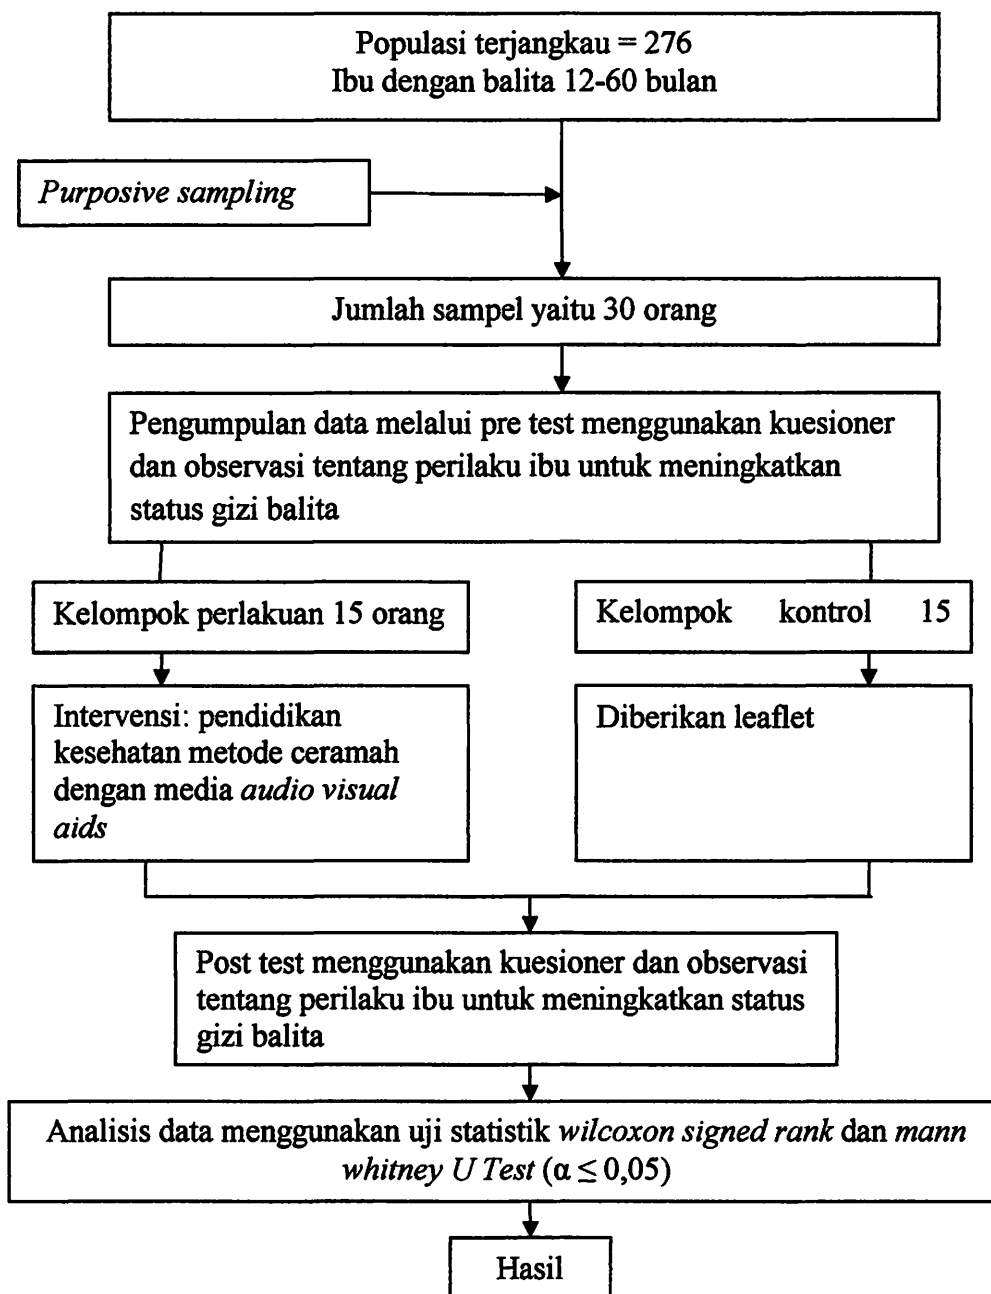 Populasi terjangkau = 276
Ibu dengan balita 12-60 bulan
Purposive sampling
Jumlah sampel yaitu 30 orang
Pengumpulan data melalui pre test menggunakan kuesioner
dan observasi tentang perilaku ibu untuk meningkatkan
status gizi balita
Kelompok perlakuan 15 orang
Kelompok kontrol 15
Intervensi: pendidikan
kesehatan metode ceramah
dengan media audio visual
aids
Diberikan leaflet
Post test menggunakan kuesioner dan observasi
tentang perilaku ibu untuk meningkatkan status
gizi balita
Analisis data menggunakan uji statistik wilcoxon signed rank dan mann
whitney U Test (α ≤ 0,05)
Hasil